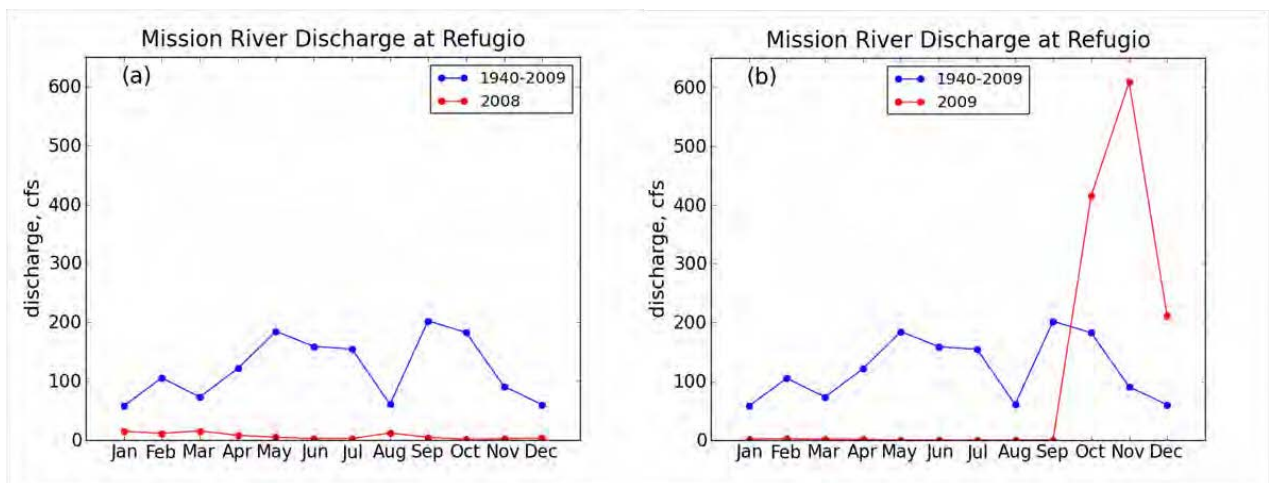 Mission River Discharge at Refugio
(a)
1940-2009
2008
600
500
400
300
200
100
0
discharge, cfs
Jan Feb Mar Apr May Jun Jul Aug Sep Oct Nov Dec
Mission River Discharge at Refugio
(b)
1940-2009
2009
600
500
400
300
200
100
0
discharge, cfs
Jan Feb Mar Apr May Jun Jul Aug Sep Oct Nov Dec